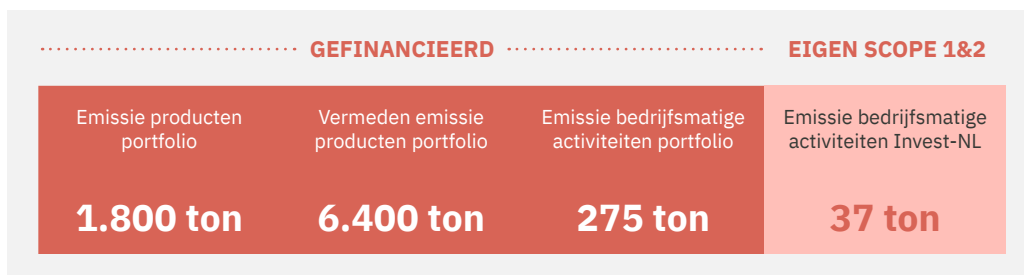 GEFINANCIEERD
EIGEN SCOPE 1&2
Emissie producten
portfolio
1.800 ton
Vermeden emissie
producten portfolio
6.400 ton
Emissie bedrijfsmatige
activiteiten portfolio
275 ton
Emissie bedrijfsmatige
activiteiten Invest-NL
37 ton